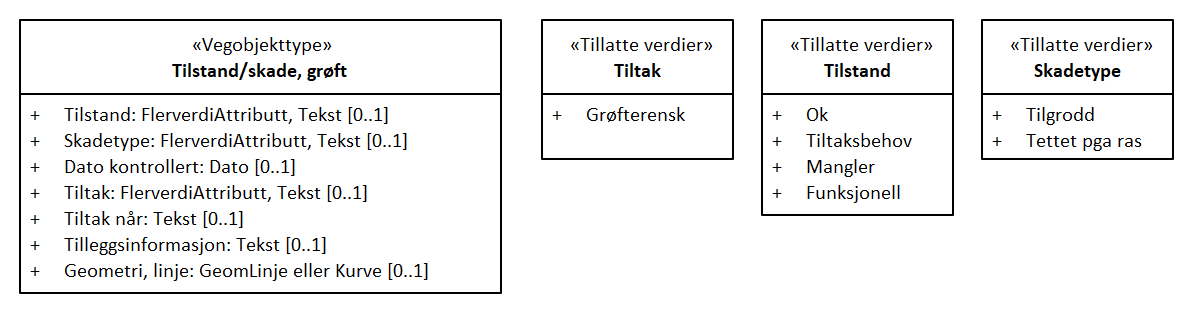 «Vegobjekttype»
Tilstand/skade, grøft
+ Tilstand: FlerverdiAttributt, Tekst [0..1]
+ Skadetype: FlerverdiAttributt, Tekst [0..1]
+ Dato kontrollert: Dato [0..1]
+ Tiltak: FlerverdiAttributt, Tekst [0..1]
+ Tiltak når: Tekst [0..1]
+ Tilleggsinformasjon: Tekst [0..1]
+ Geometri, linje: GeomLinje eller Kurve [0..1]
«Tillatte verdier»
Tiltak
+ Grøfterensk
«Tillatte verdier»
Tilstand
+ Ok
+ Tiltaksbehov
+ Mangler
+ Funksjonell
«Tillatte verdier»
Skadetype
+ Tilgrodd
+ Tettet pga ras